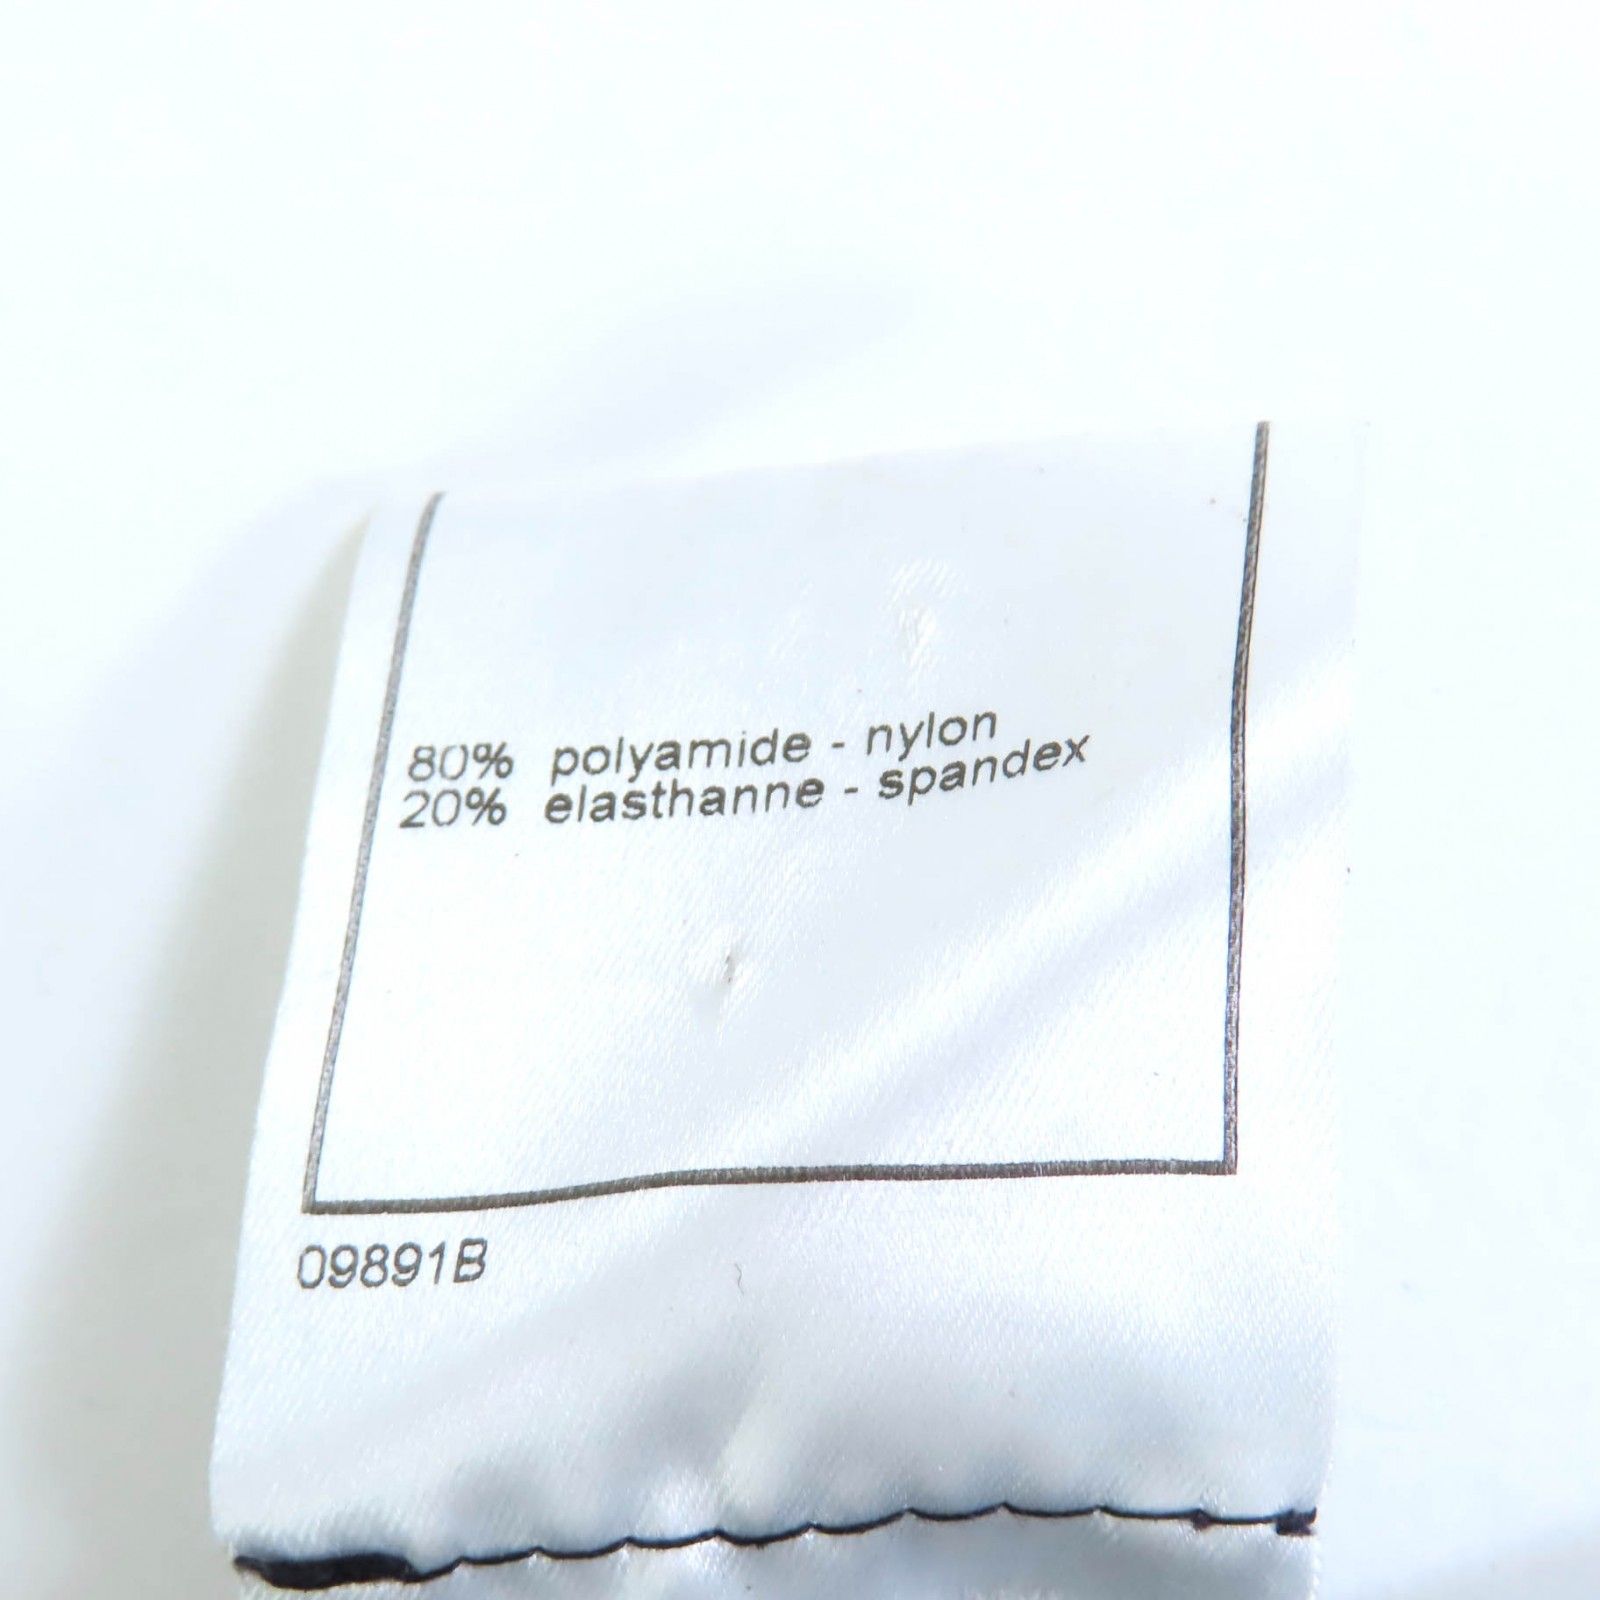 80% polyamide - nylon
20% elasthanne - spandex
09891B